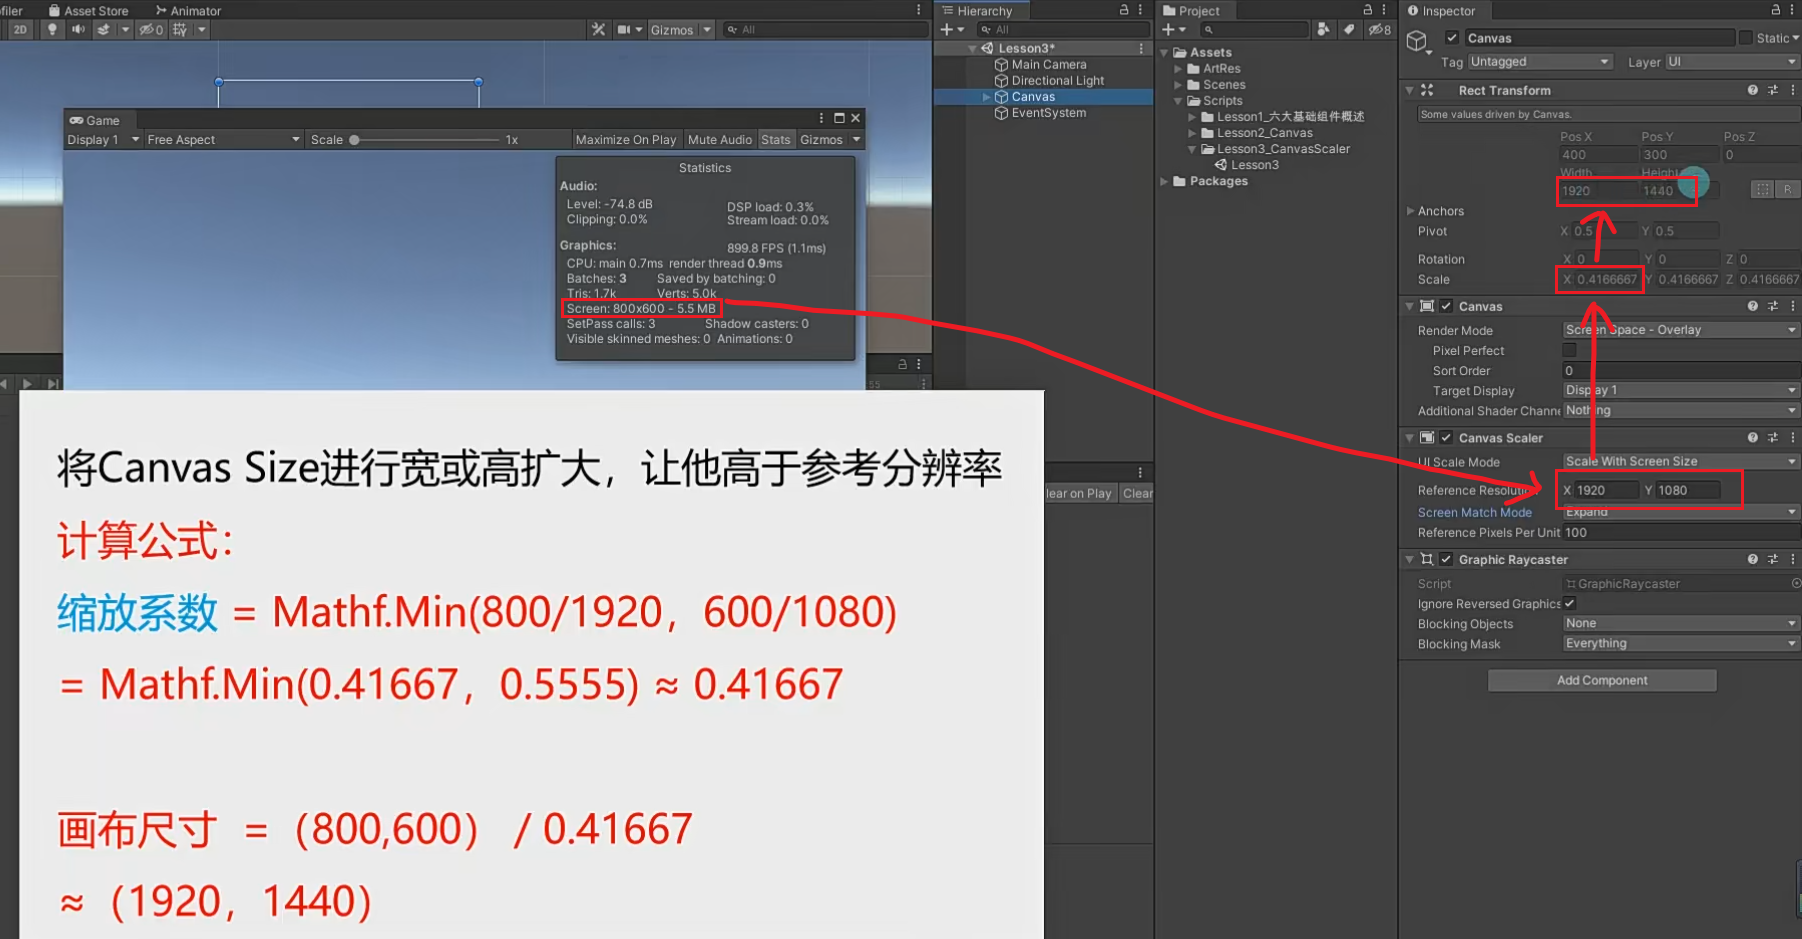 filer
Asset Store
Animator
2D
0
Gizmos
All
Game
Display 1
Free Aspect
Scale
1x
Maximize On Play
Mute Audio
Stats
Gizmos
Statistics
Audio:
Level: -74.8 dB
DSP load: 0.3%
Clipping: 0.0%
Stream load: 0.0%
Graphics:
899.8 FPS (1.1ms)
CPU: main 0.7ms render thread 0.9ms
Batches: 3
Saved by batching: 0
Tris: 1.7k
Verts: 5.0k
Screen: 800x600 - 5.5 MB
SetPass calls: 3
Shadow casters: 0
Visible skinned meshes: 0 Animations: 0
55
将Canvas Size进行宽或高扩大，让他高于参考分辨率
计算公式：
缩放系数 = Mathf.Min(800/1920，600/1080)
= Mathf.Min(0.41667，0.5555) ≈ 0.41667
画布尺寸 =（800,600） / 0.41667
≈（1920，1440）
Hierarchy
All
Lesson3*
Main Camera
Directional Light
Canvas
EventSystem
lear on Play
Clear
Project
8
Assets
ArtRes
Scenes
Scripts
Lesson1_六大基础组件概述
Lesson2_Canvas
Lesson3_CanvasScaler
Lesson3
Packages
Inspector
Canvas
Static
Tag Untagged
Layer UI
Rect Transform
Some values driven by Canvas.
Pos X Pos Y Pos Z
400 300 0
Width Height
1920 1440
R
Anchors
Pivot X 0.5 Y 0.5
Rotation X 0 Y 0 Z 0
Scale X 0.4166667 Y 0.4166667 Z 0.4166667
Canvas
Render Mode Screen Space - Overlay
Pixel Perfect
Sort Order 0
Target Display Display 1
Additional Shader Channe Nothing
Canvas Scaler
UI Scale Mode Scale With Screen Size
Reference Resolution X 1920 Y 1080
Screen Match Mode Expand
Reference Pixels Per Unit 100
Graphic Raycaster
Script GraphicRaycaster
Ignore Reversed Graphics
Blocking Objects None
Blocking Mask Everything
Add Component